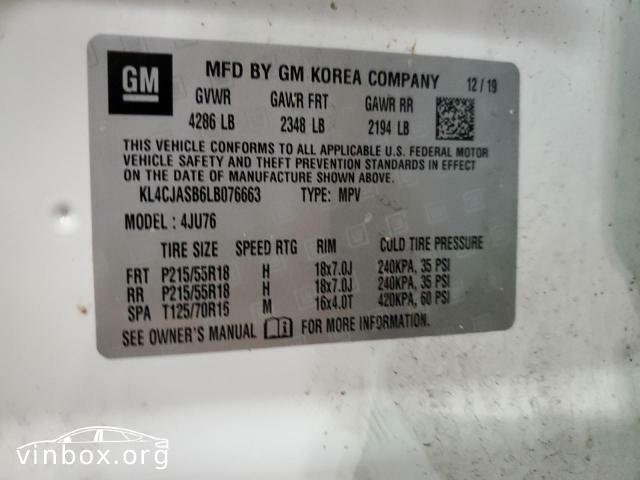 GM
MFD BY GM KOREA COMPANY 12/19
GVWR GAWR FRT GAWR RR
4286 LB 2348 LB 2194 LB
THIS VEHICLE CONFORMS TO ALL APPLICABLE U.S. FEDERAL MOTOR
VEHICLE SAFETY AND THEFT PREVENTION STANDARDS IN EFFECT
ON THE DATE OF MANUFACTURE SHOWN ABOVE.
KL4CJASB6LB076663 TYPE: MPV
MODEL : 4JU76
TIRE SIZE SPEED RTG RIM COLD TIRE PRESSURE
FRT P215/55R18 H 18x7.0J 240KPA, 35 PSI
RR P215/55R18 H 18x7.0J 240KPA, 35 PSI
SPA T125/70R15 M 16x4.0T 420KPA, 60 PSI
SEE OWNER'S MANUAL FOR MORE INFORMATION.
vinbox.org